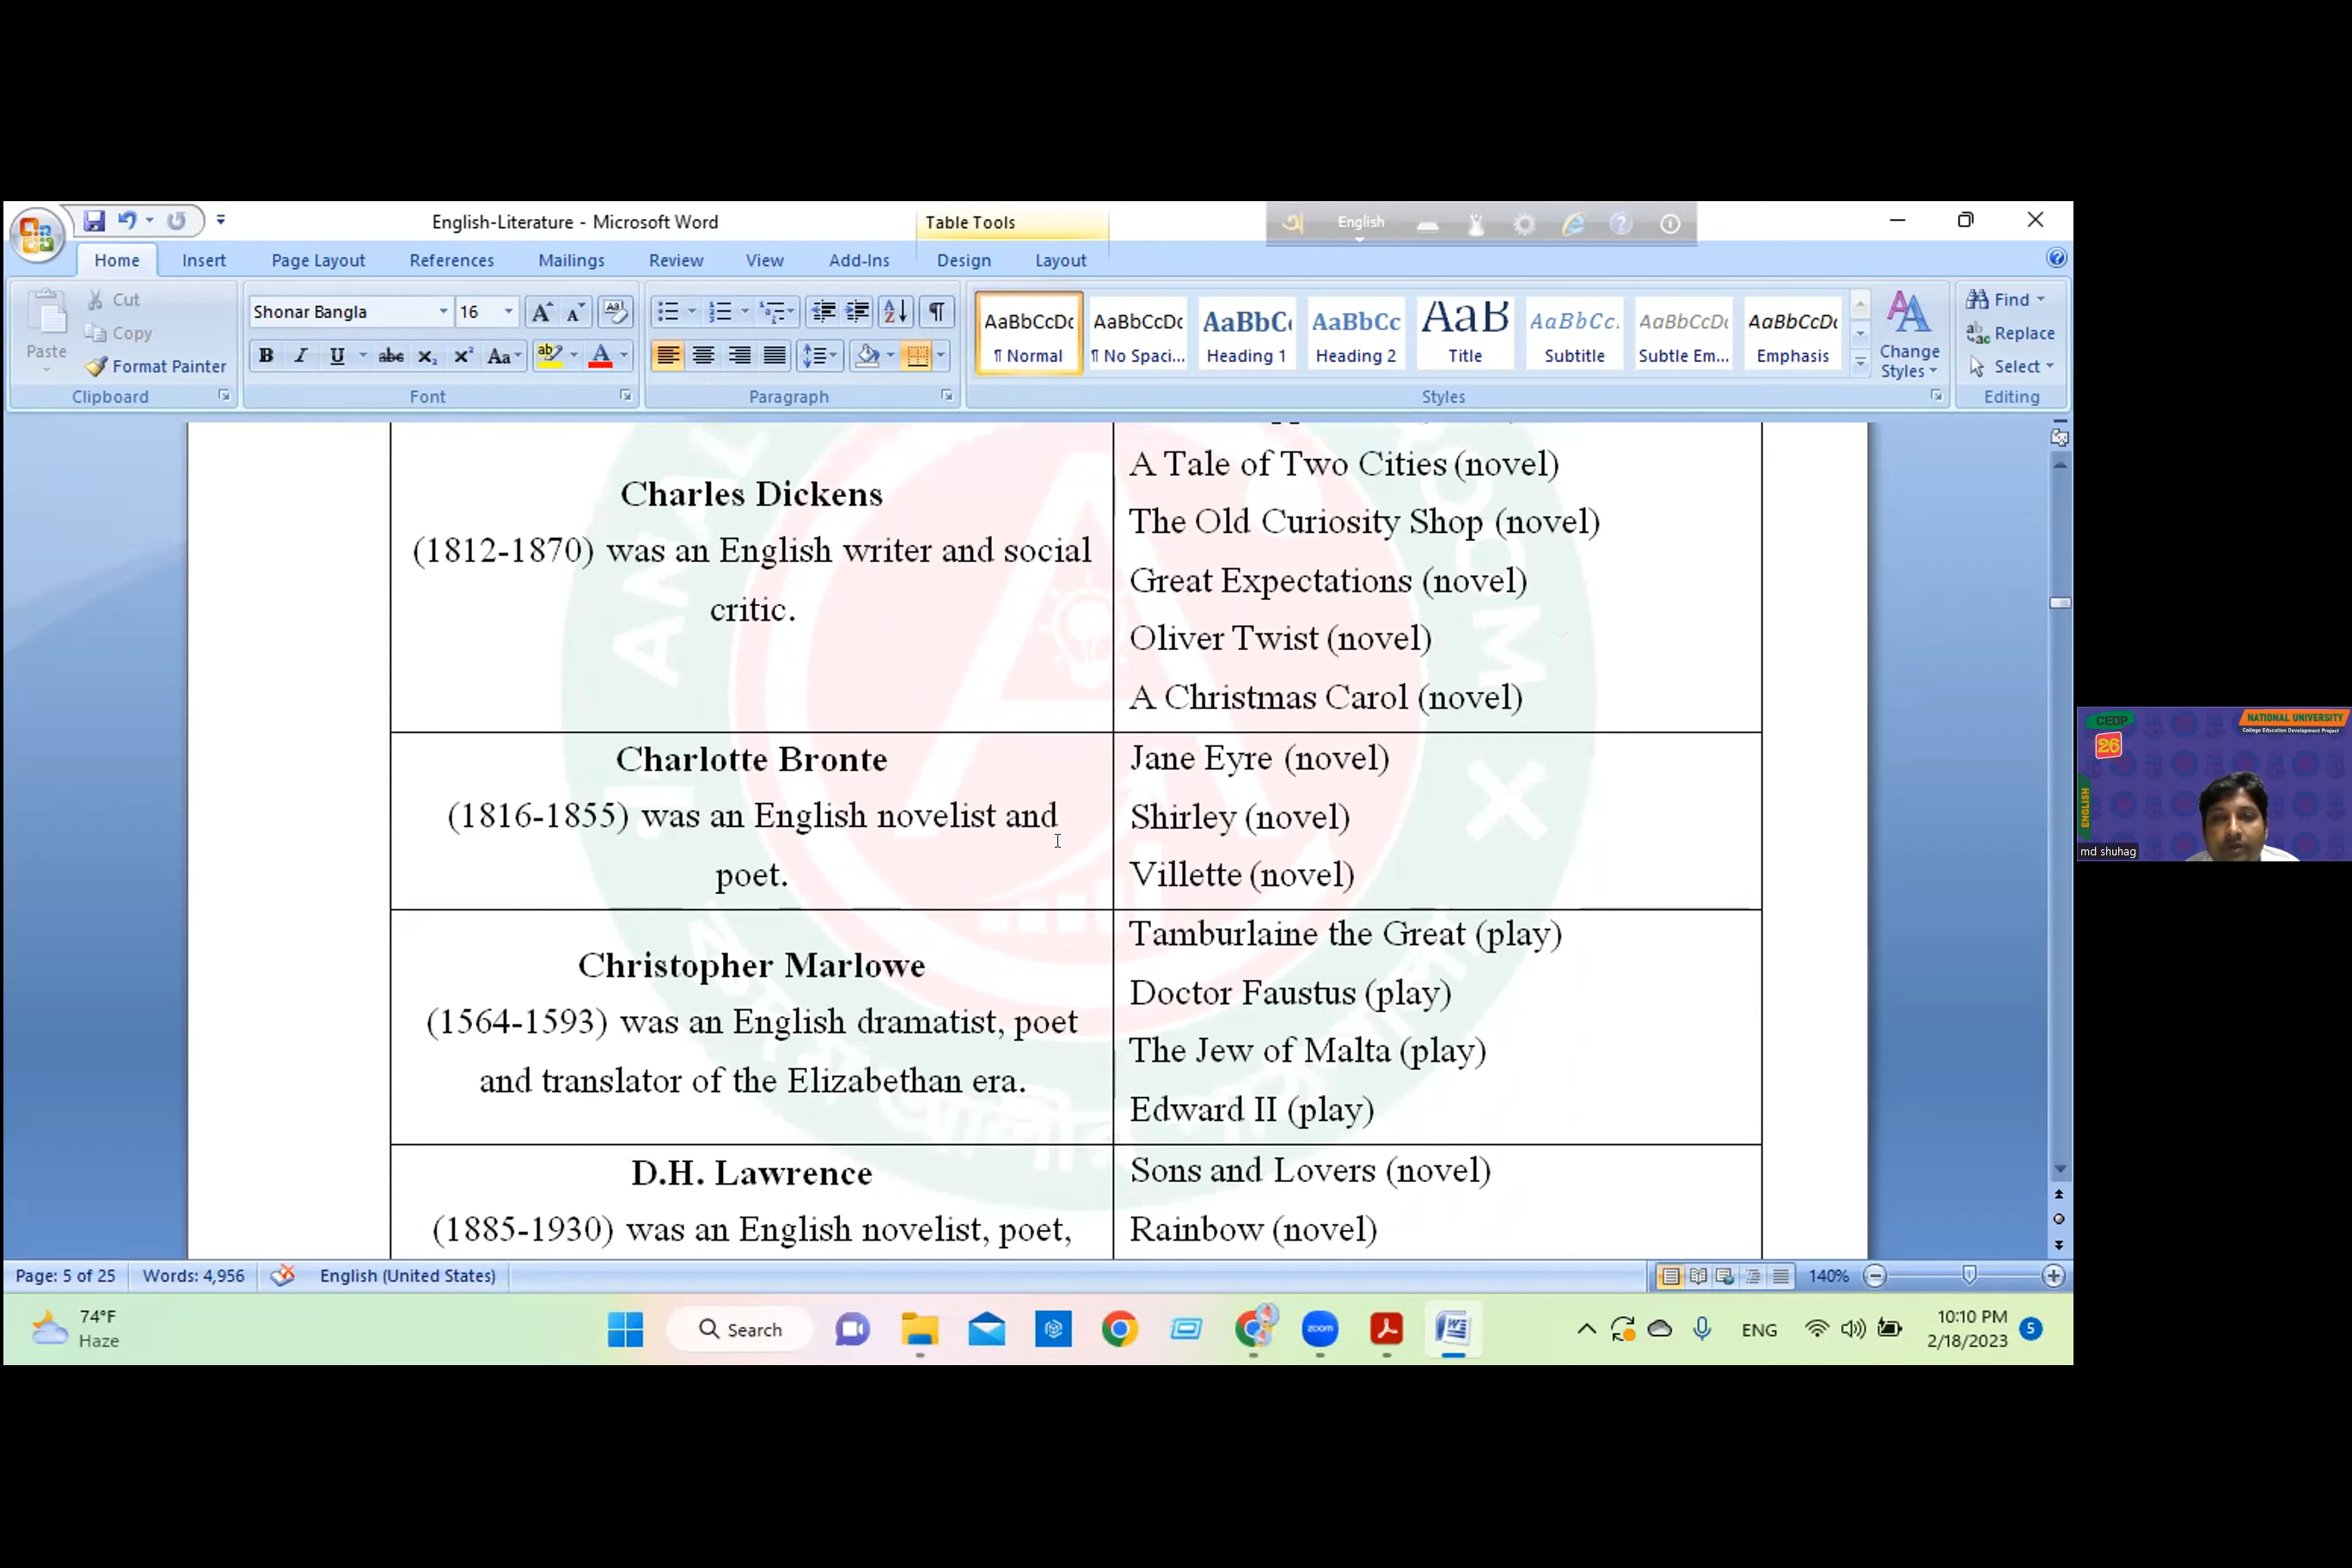 English-Literature - Microsoft Word
Table Tools
English
Home
Insert
Page Layout
References
Mailings
Review
View
Add-Ins
Design
Layout
Paste
Cut
Copy
Format Painter
Clipboard
Shonar Bangla
16
Font
Paragraph
AaBbCcDc
¶ Normal
AaBbCcDc
¶ No Spaci...
AaBbC
Heading 1
AaBbCc
Heading 2
AaB
Title
AaBbCc.
Subtitle
AaBbCcDc
Subtle Em...
AaBbCcDc
Emphasis
Change
Styles
Styles
Find
Replace
Select
Editing
Charles Dickens
(1812-1870) was an English writer and social
critic.
A Tale of Two Cities (novel)
The Old Curiosity Shop (novel)
Great Expectations (novel)
Oliver Twist (novel)
A Christmas Carol (novel)
Charlotte Bronte
(1816-1855) was an English novelist and
poet.
Jane Eyre (novel)
Shirley (novel)
Villette (novel)
Christopher Marlowe
(1564-1593) was an English dramatist, poet
and translator of the Elizabethan era.
Tamburlaine the Great (play)
Doctor Faustus (play)
The Jew of Malta (play)
Edward II (play)
D.H. Lawrence
(1885-1930) was an English novelist, poet,
Sons and Lovers (novel)
Rainbow (novel)
CEDP
26
ENGLISH
NATIONAL UNIVERSITY
College Education Development Project
md shuhag
Page: 5 of 25
Words: 4,956
English (United States)
140%
74°F
Haze
Search
zoom
ENG
10:10 PM
2/18/2023
5